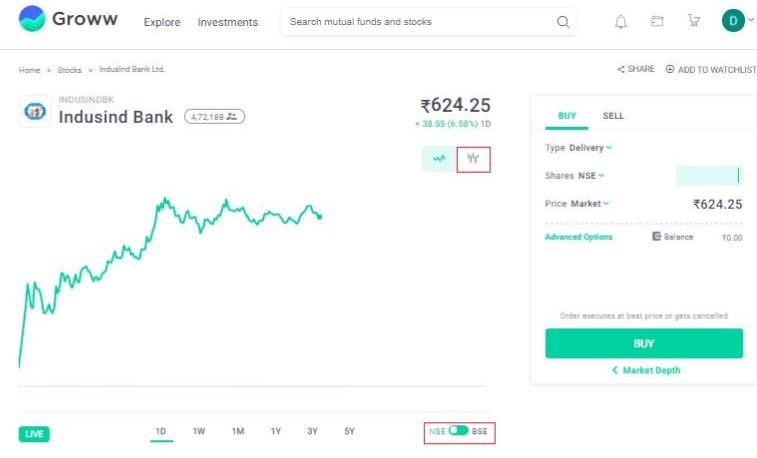 Groww
Explore Investments Search mutual funds and stocks D
Home > Stocks > IndusInd Bank Ltd.
SHARE ADD TO WATCHLIST
INDUSINDBK
Indusind Bank 4,72,188
₹624.25
+ 38.55 (6.58%) 1D
BUY SELL
Type Delivery
Shares NSE
Price Market ₹624.25
Advanced Options Balance ₹0.00
Order executes at best price or gets cancelled
BUY
< Market Depth
LIVE 1D 1W 1M 1Y 3Y 5Y NSE BSE